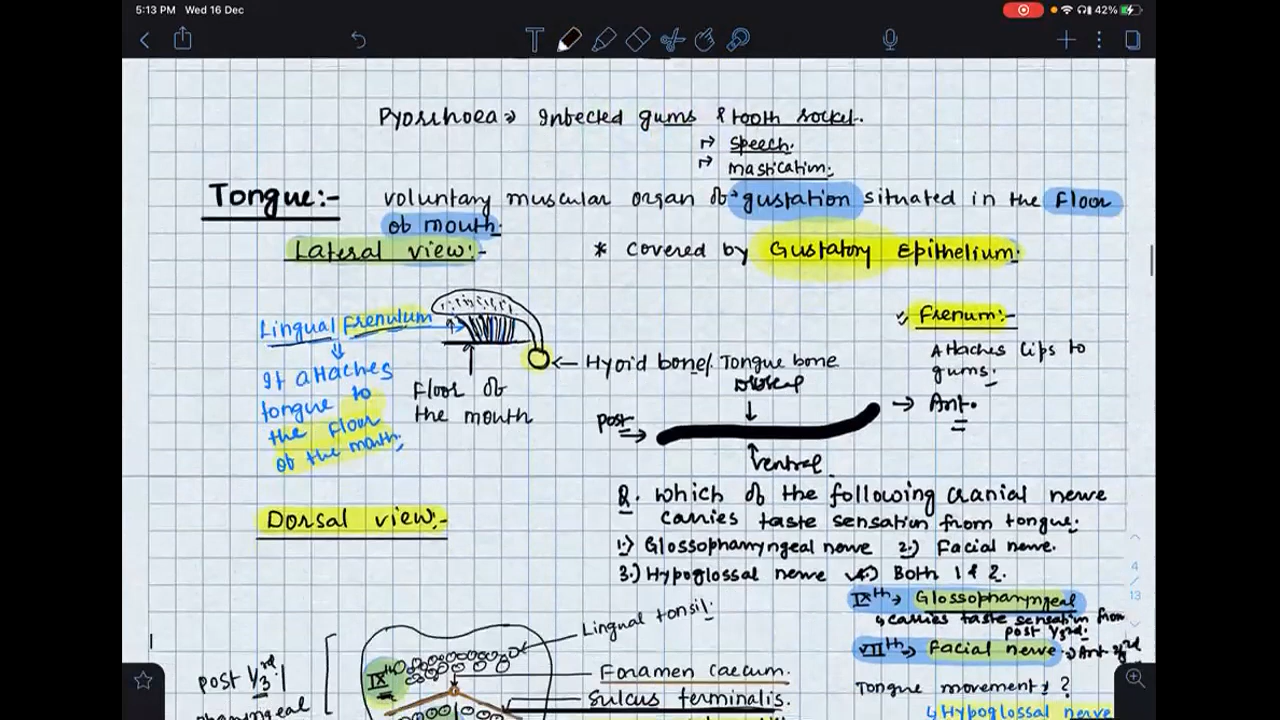 5:13 PM Wed 16 Dec
42%
Pyorrhoea → Infected gums & tooth socket.
↱ speech.
↱ mastication.
Tongue:- voluntary muscular organ of gustation situated in the floor
of mouth.
Lateral view:-
* covered by Gustatory Epithelium.
Lingual frenulum
It attaches
tongue to
the floor
of the mouth.
Floor of
the mouth
← Hyoid bone/ Tongue bone
✓ Frenum:-
Attaches lips to
gums.
post →
→ Ant.
ventral
Dorsal view:-
Q. which of the following cranial nerve
carries taste sensation from tongue.
1.) Glossopharyngeal nerve 2.) Facial nerve.
3.) Hypoglossal nerve 4.) Both 1 & 2.
IXth → Glossopharyngeal
↳ carries taste sensation from
post 1/3rd.
VIIth → Facial nerve → Ant
Tongue movement ?
↳ Hypoglossal nerve
Lingual tonsil.
Foramen caecum.
Sulcus terminalis.
IXth
post 1/3rd
pharyngeal
4
/
13